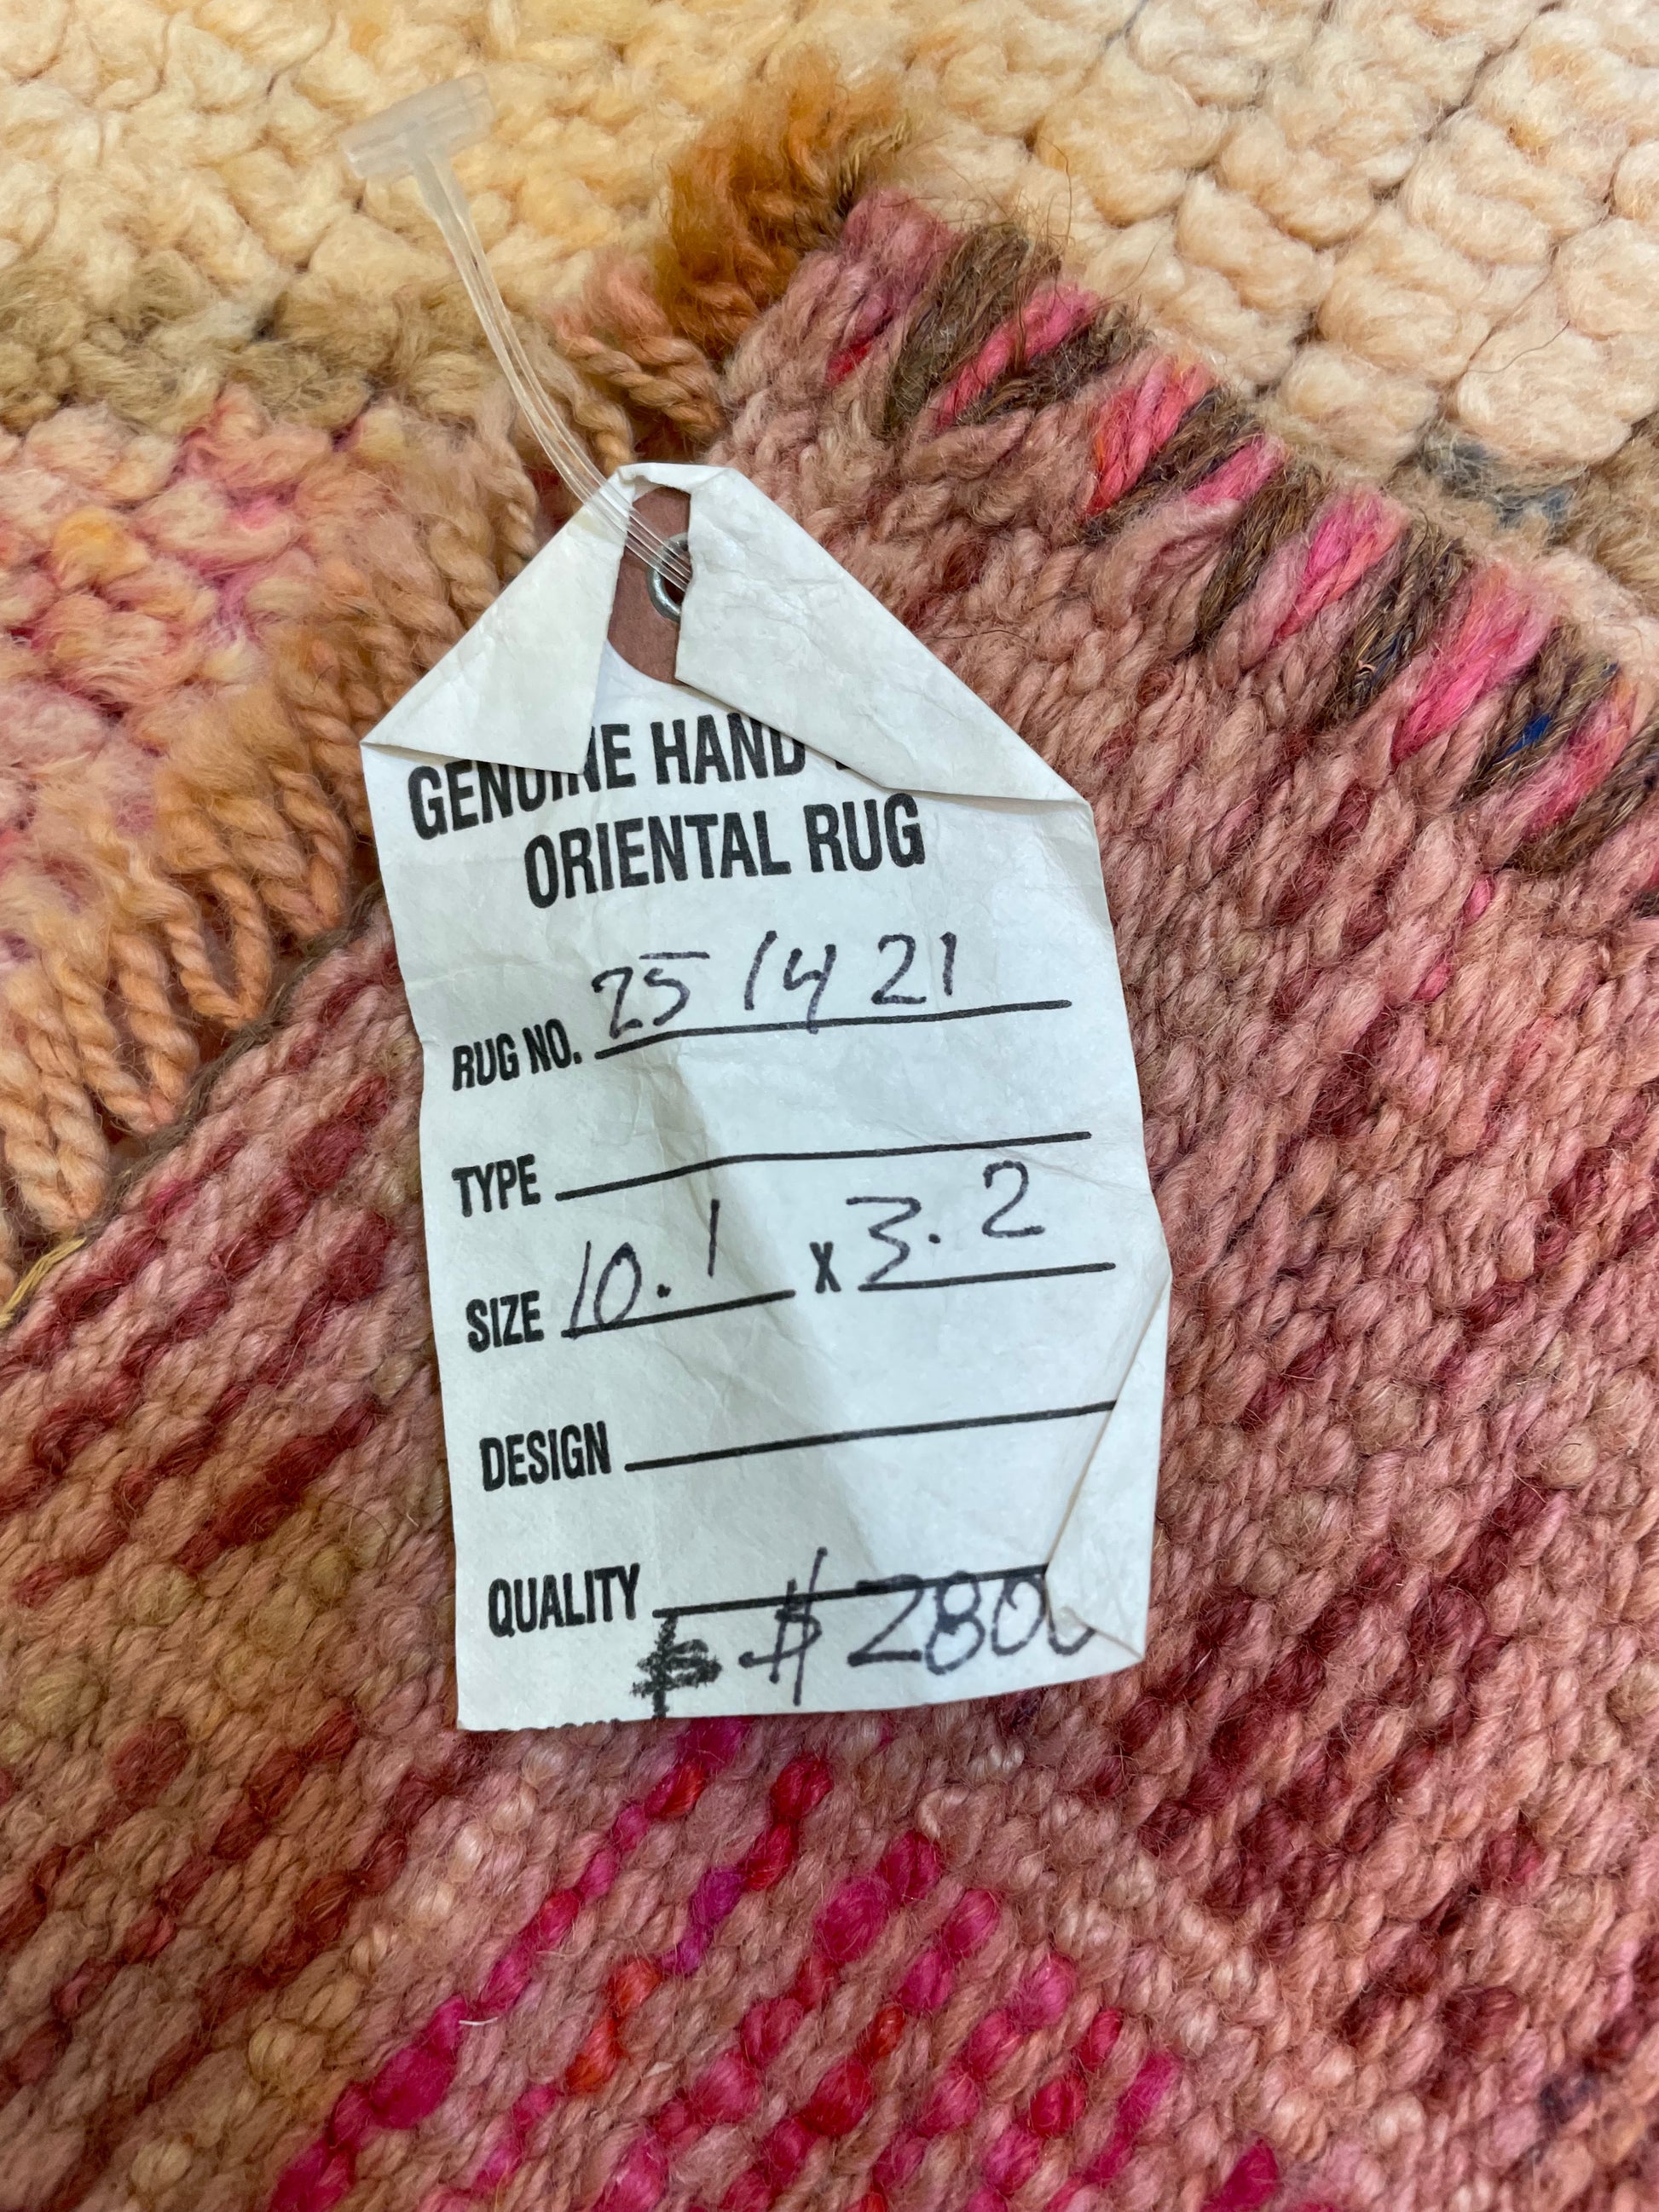 GENUINE HAND
ORIENTAL RUG
RUG NO. 251421
TYPE
SIZE 10.1 X 3.2
DESIGN
QUALITY
$ 2800